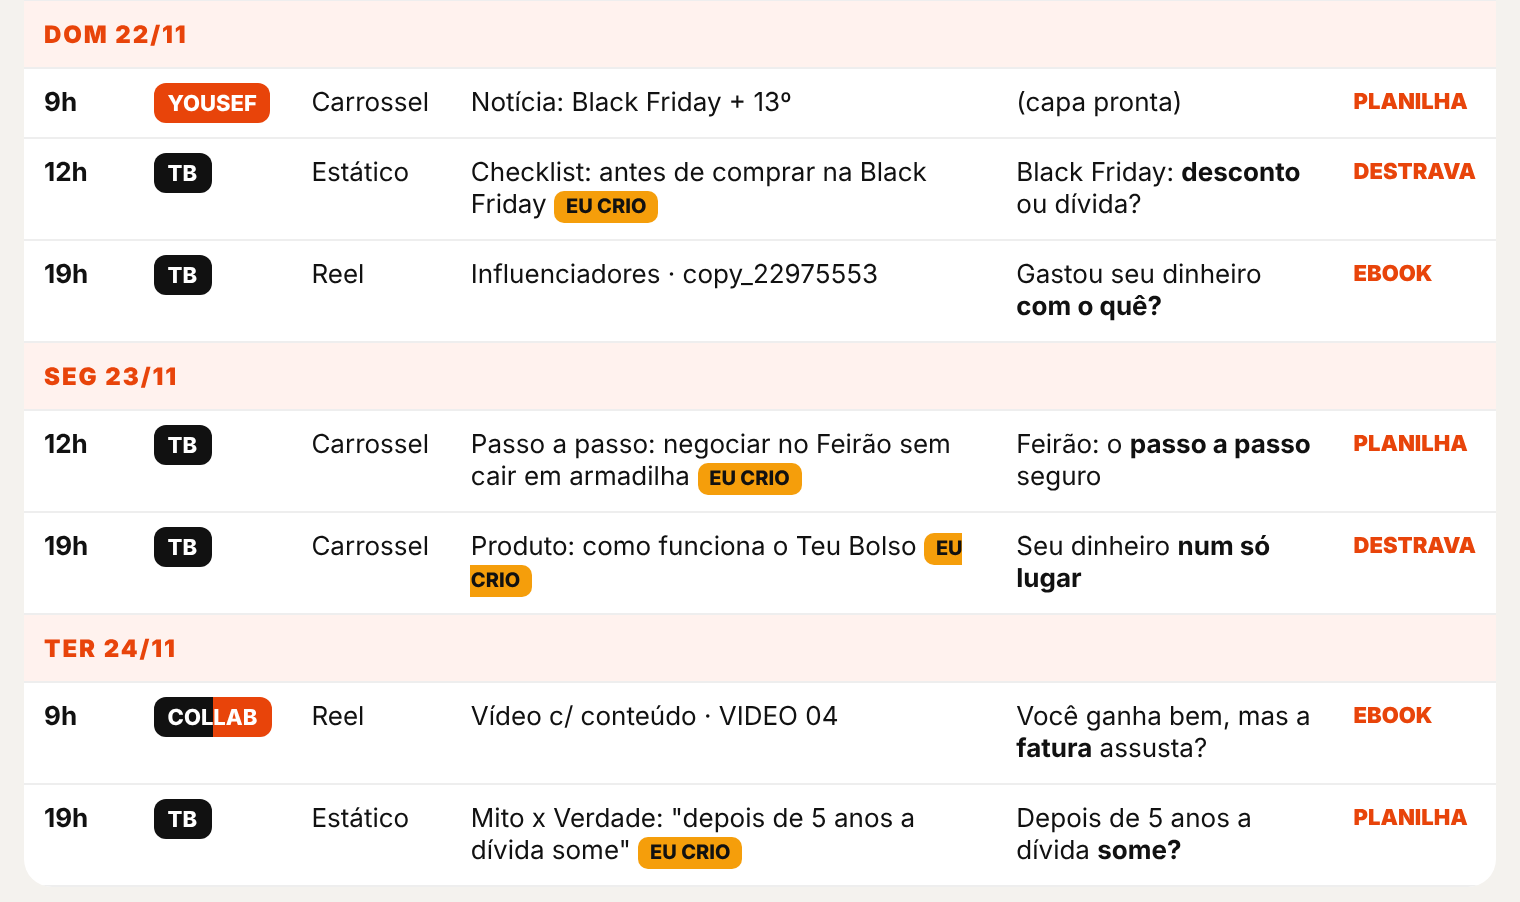 DOM 22/11
9h YOUSEF Carrossel Notícia: Black Friday + 13º (capa pronta) PLANILHA
12h TB Estático Checklist: antes de comprar na Black Black Friday: desconto DESTRAVA
Friday EU CRIO ou dívida?
19h TB Reel Influenciadores · copy_22975553 Gastou seu dinheiro EBOOK
com o quê?
SEG 23/11
12h TB Carrossel Passo a passo: negociar no Feirão sem Feirão: o passo a passo PLANILHA
cair em armadilha EU CRIO seguro
19h TB Carrossel Produto: como funciona o Teu Bolso EU Seu dinheiro num só DESTRAVA
CRIO lugar
TER 24/11
9h COLLAB Reel Vídeo c/ conteúdo · VIDEO 04 Você ganha bem, mas a EBOOK
fatura assusta?
19h TB Estático Mito x Verdade: "depois de 5 anos a Depois de 5 anos a PLANILHA
dívida some" EU CRIO dívida some?